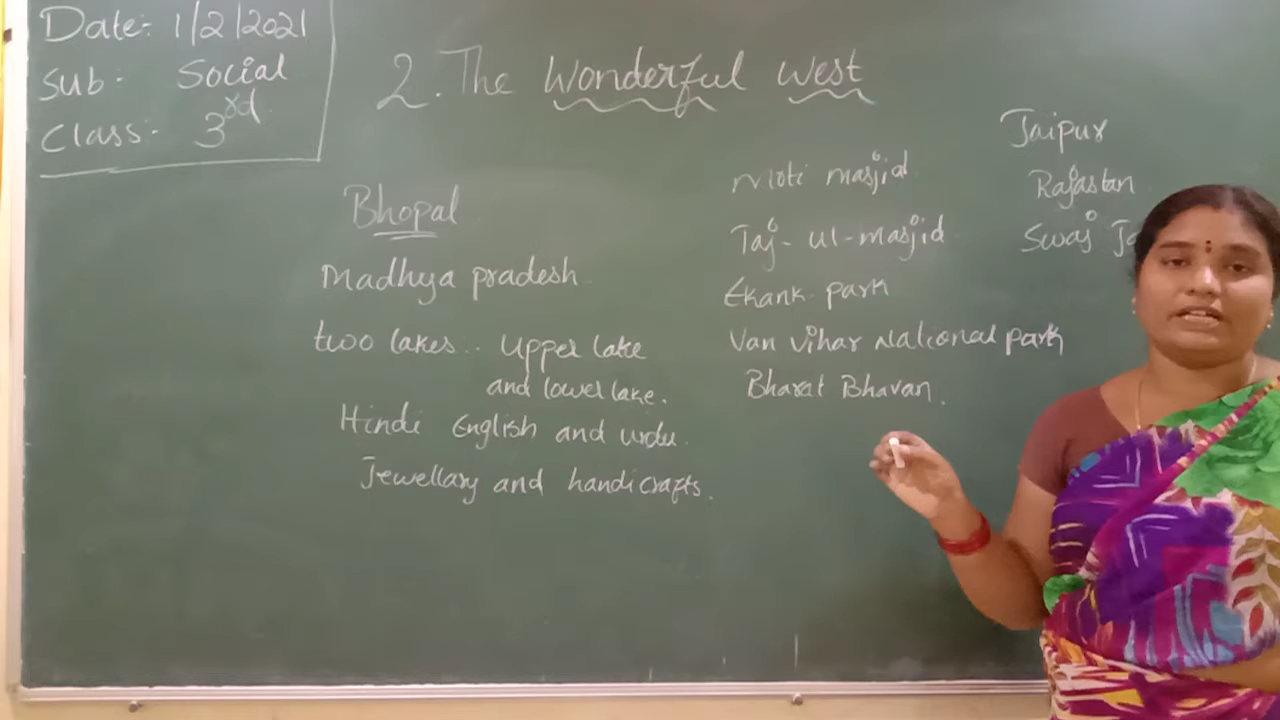 Date:- 1/2/2021
Sub:- Social
Class:- 3rd
2. The Wonderful West
Bhopal
Madhya pradesh
two lakes.. Upper lake
and lower lake.
Hindi English and urdu.
Jewellary and handicrafts.
Moti masjid
Taj-ul-masjid
Ekank park
Van vihar National park
Bharat Bhavan.
Jaipur
Rajastan
Swaj